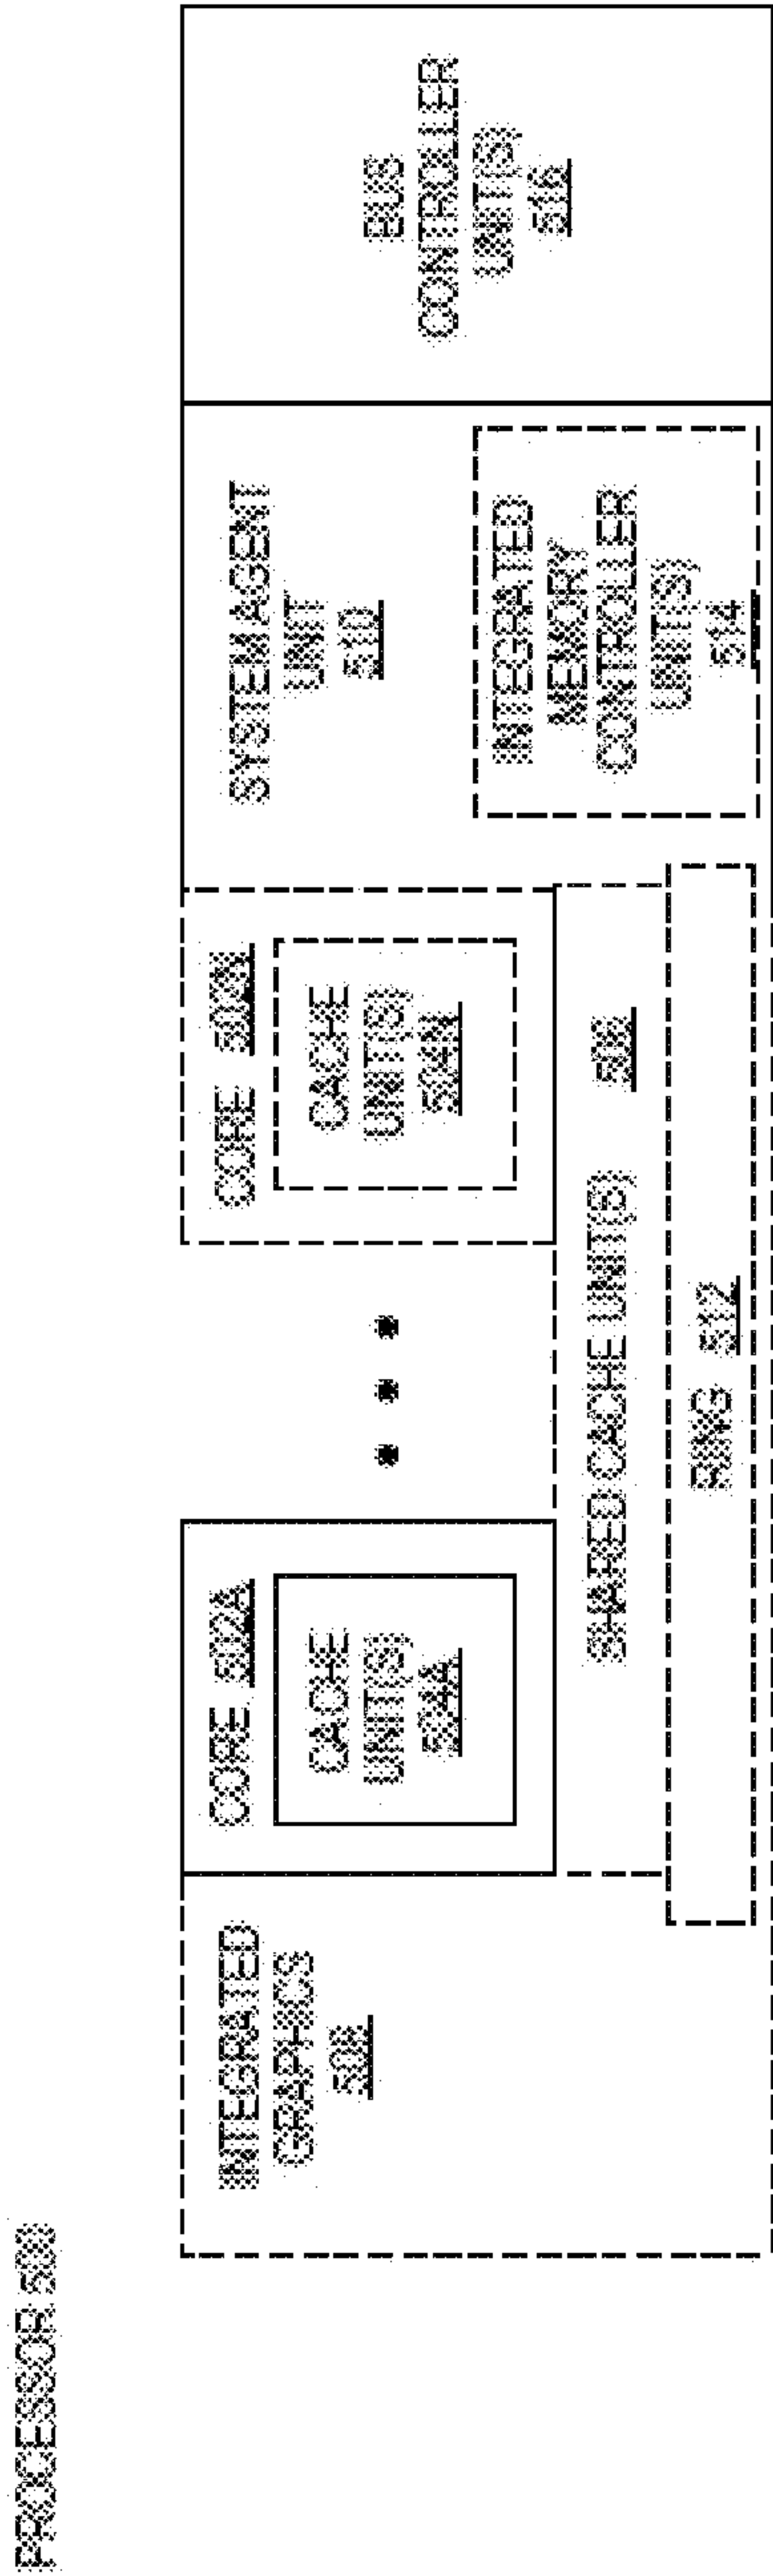 PROCESSOR 500
INTEGRATED
GRAPHICS
508
CORE 502A
CACHE
UNIT(S)
504A
CORE 502N
CACHE
UNIT(S)
504N
SHARED CACHE UNIT(S)
RING 512
SYSTEM AGENT
UNIT
510
INTEGRATED
MEMORY
CONTROLLER
UNIT(S)
514
BUS
CONTROLLER
UNIT(S)
516